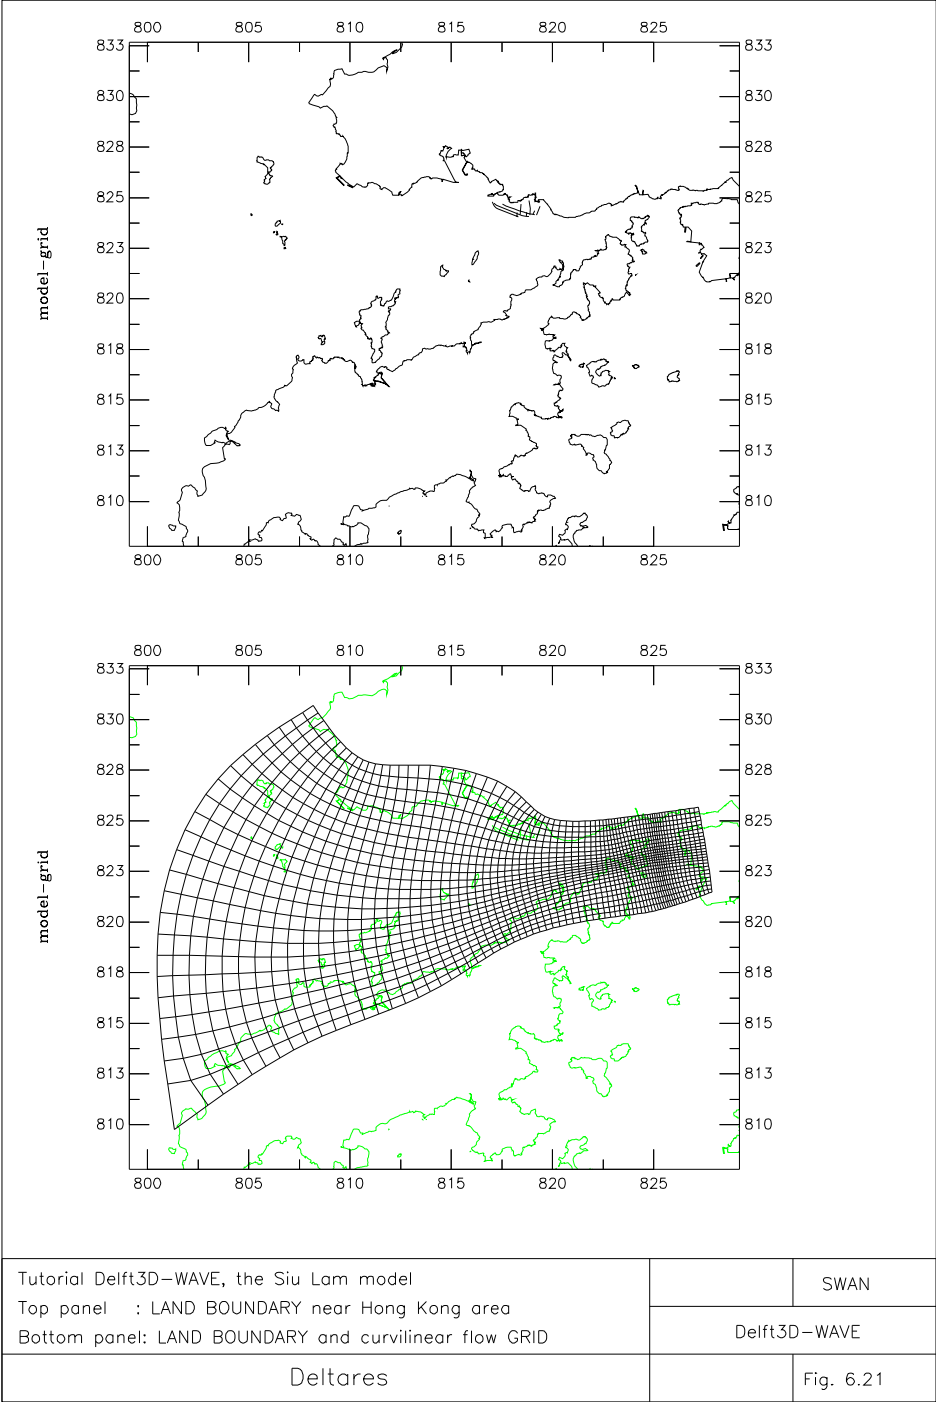 800 805 810 815 820 825
833 833
830 830
828 828
825 825
823 823
model-grid
820 820
818 818
815 815
813 813
810 810
800 805 810 815 820 825
800 805 810 815 820 825
833 833
830 830
828 828
825 825
823 823
model-grid
820 820
818 818
815 815
813 813
810 810
800 805 810 815 820 825
Tutorial Delft3D-WAVE, the Siu Lam model
SWAN
Top panel : LAND BOUNDARY near Hong Kong area
Bottom panel: LAND BOUNDARY and curvilinear flow GRID
Delft3D-WAVE
Deltares
Fig. 6.21